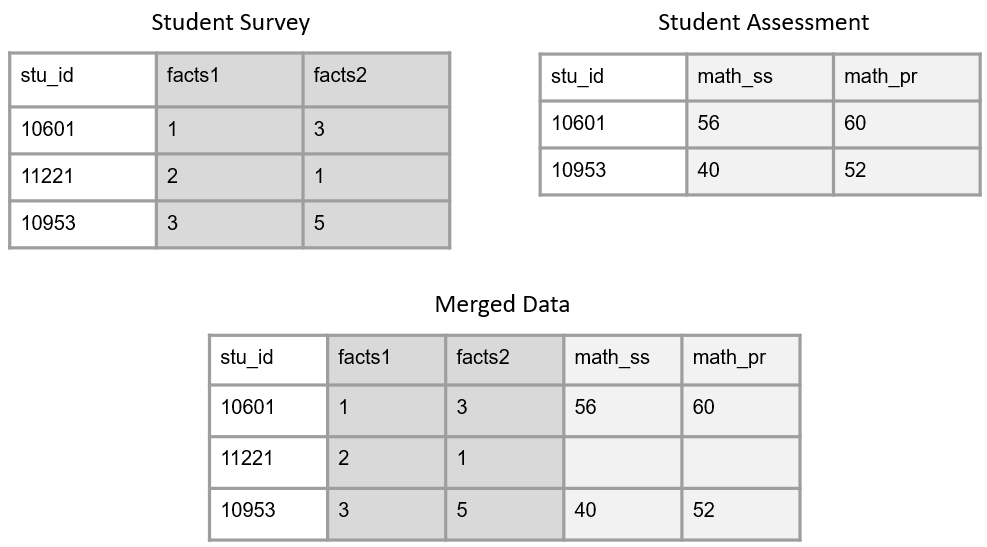 Student Survey
stu_id facts1 facts2
10601 1 3
11221 2 1
10953 3 5
Student Assessment
stu_id math_ss math_pr
10601 56 60
10953 40 52
Merged Data
stu_id facts1 facts2 math_ss math_pr
10601 1 3 56 60
11221 2 1
10953 3 5 40 52